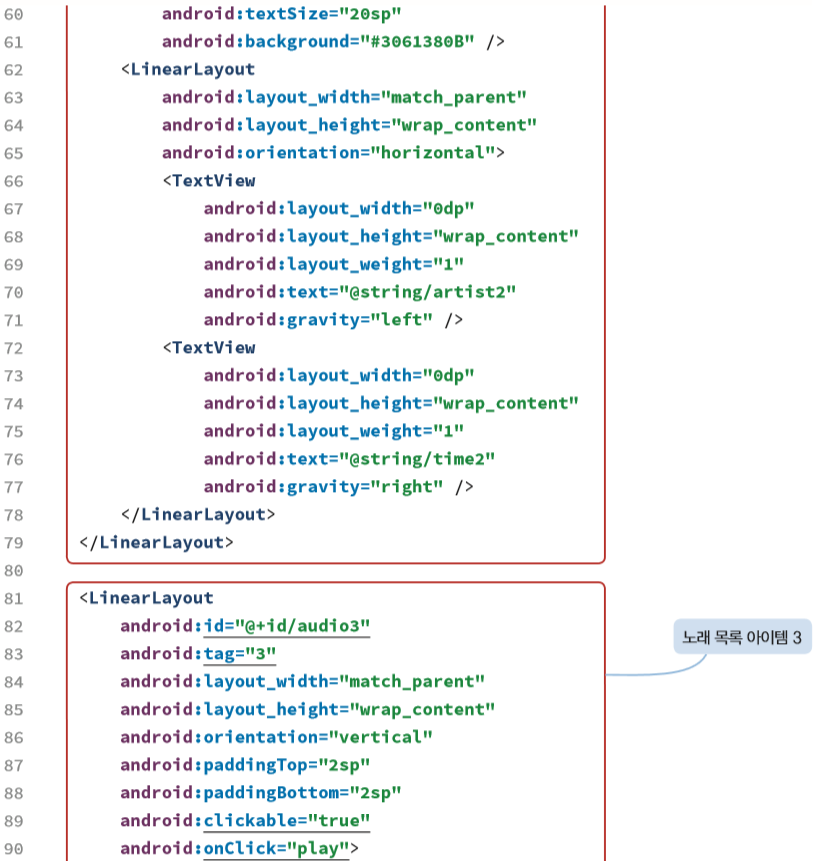 60 android:textSize="20sp"
61 android:background="#3061380B" />
62 <LinearLayout
63 android:layout_width="match_parent"
64 android:layout_height="wrap_content"
65 android:orientation="horizontal">
66 <TextView
67 android:layout_width="0dp"
68 android:layout_height="wrap_content"
69 android:layout_weight="1"
70 android:text="@string/artist2"
71 android:gravity="left" />
72 <TextView
73 android:layout_width="0dp"
74 android:layout_height="wrap_content"
75 android:layout_weight="1"
76 android:text="@string/time2"
77 android:gravity="right" />
78 </LinearLayout>
79 </LinearLayout>
80
81 <LinearLayout
82 android:id="@+id/audio3"
노래 목록 아이템 3
83 android:tag="3"
84 android:layout_width="match_parent"
85 android:layout_height="wrap_content"
86 android:orientation="vertical"
87 android:paddingTop="2sp"
88 android:paddingBottom="2sp"
89 android:clickable="true"
90 android:onClick="play">